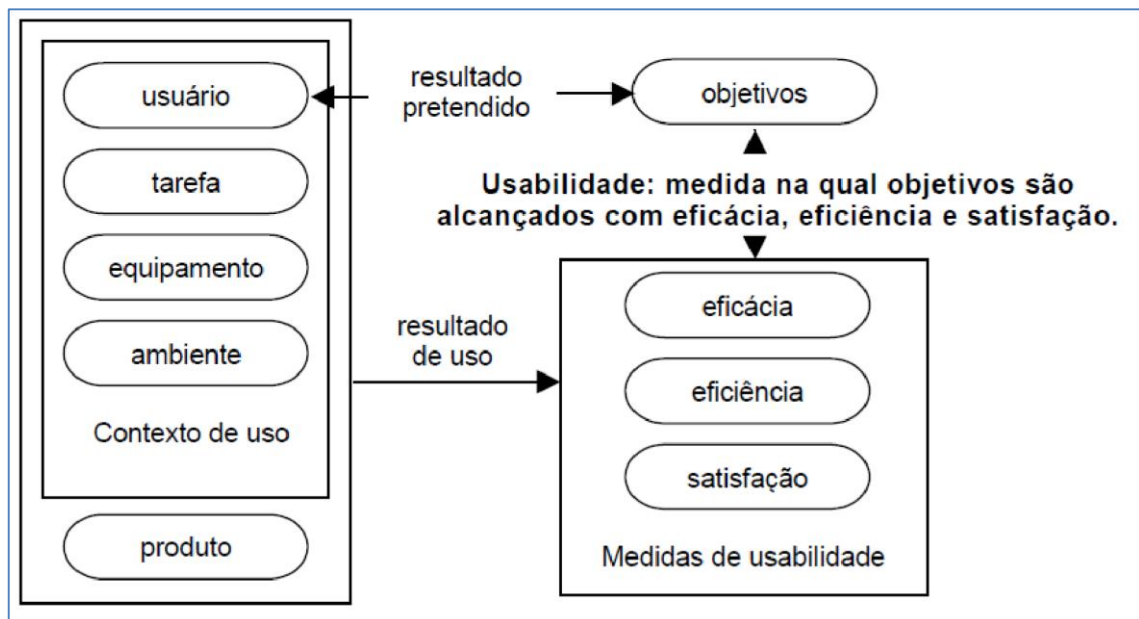 usuário
tarefa
equipamento
ambiente
Contexto de uso
produto
resultado
pretendido
objetivos
Usabilidade: medida na qual objetivos são
alcançados com eficácia, eficiência e satisfação.
resultado
de uso
eficácia
eficiência
satisfação
Medidas de usabilidade